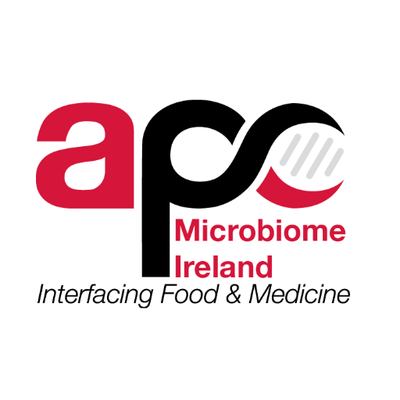 apc
Microbiome
Ireland
Interfacing Food & Medicine